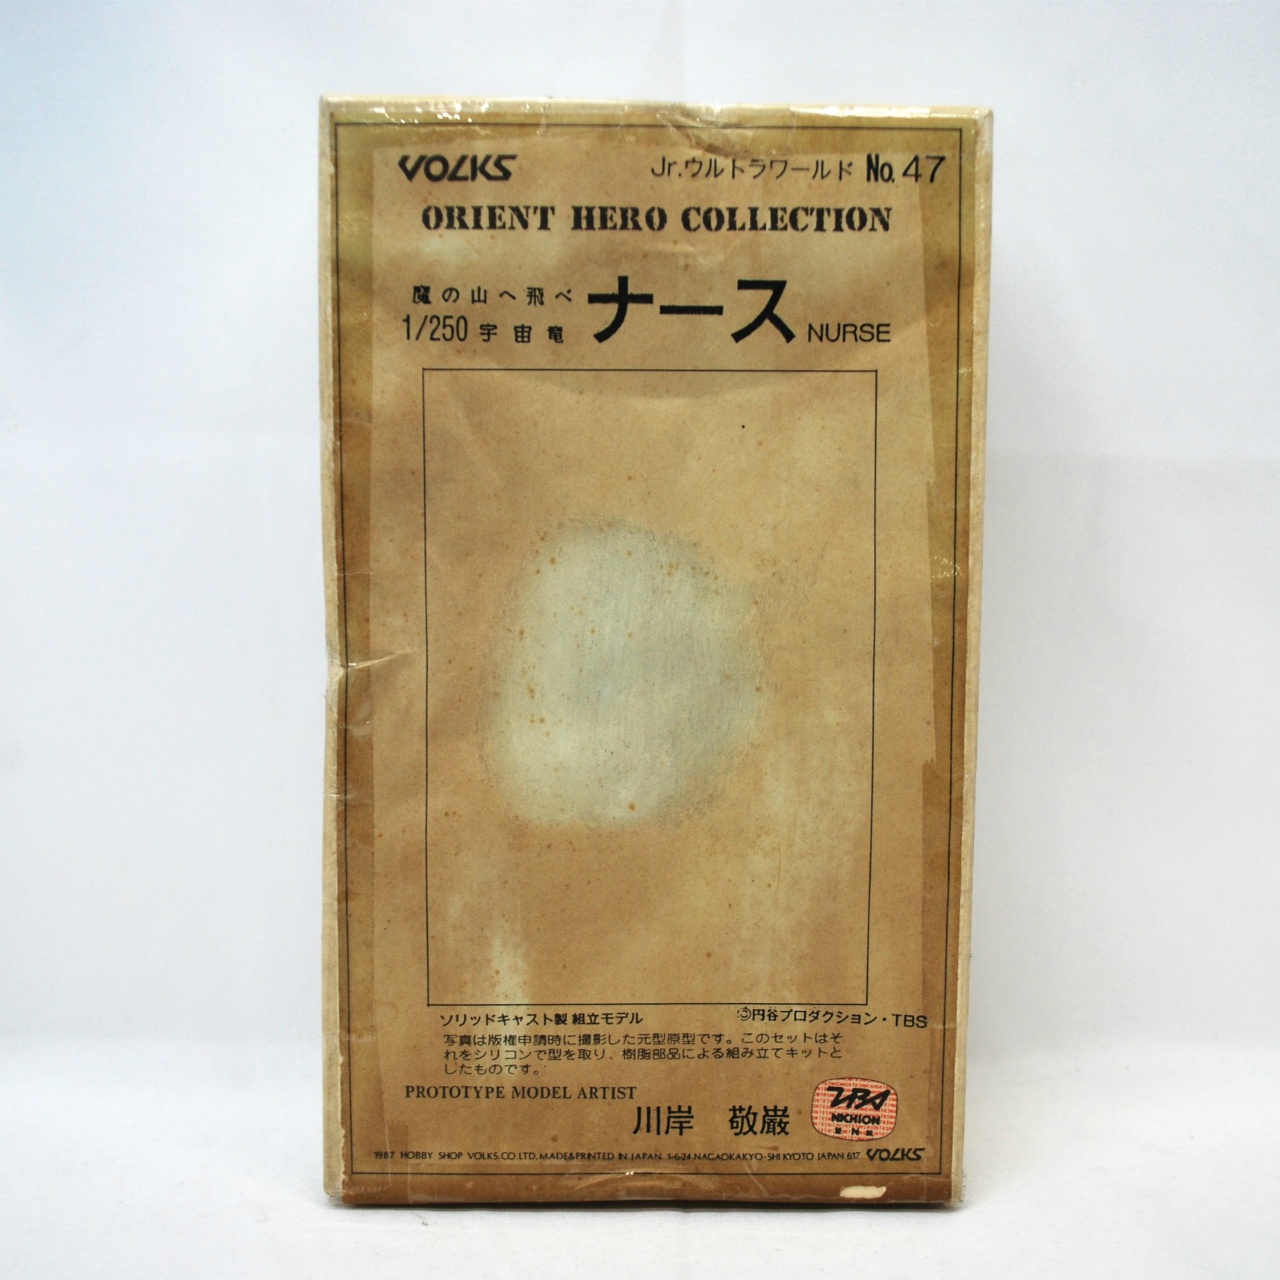 VOLKS Jr.ウルトラワールド No.47
ORIENT HERO COLLECTION
魔の山へ飛べ
1/250 宇宙竜 ナース NURSE
ソリッドキャスト製 組立モデル ©円谷プロダクション・TBS
写真は版権申請時に撮影した元型原型です。このセットはそ
れをシリコンで型を取り、樹脂部品による組み立てキットと
したものです。
PROTOTYPE MODEL ARTIST
川岸 敬巌
NICHION
1987 HOBBY SHOP VOLKS CO.LTD. MADE&PRINTED IN JAPAN 1-6-24 NAGAOKAKYO-SHI KYOTO JAPAN 617 VOLKS